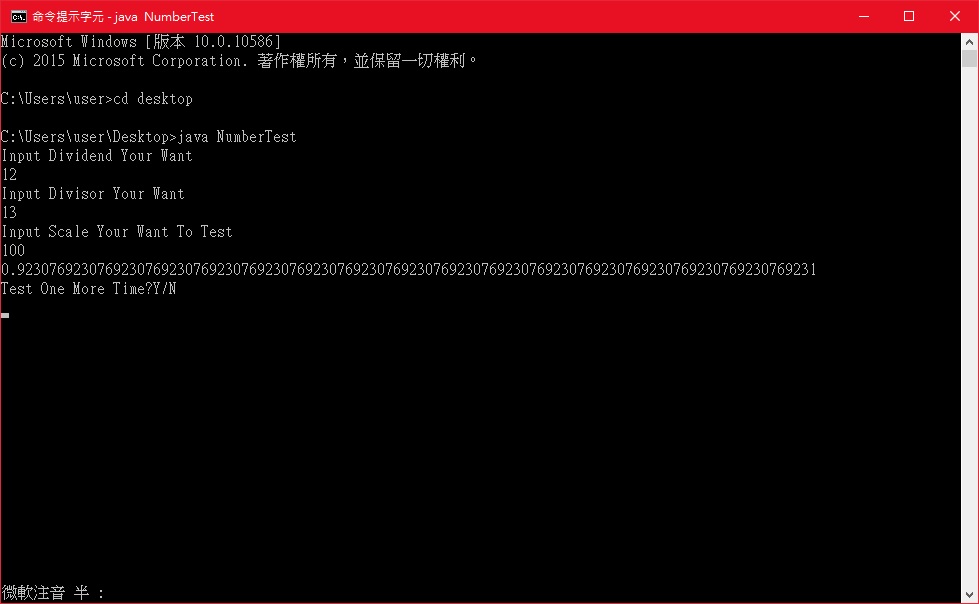 命令提示字元 - java NumberTest
Microsoft Windows [版本 10.0.10586]
(c) 2015 Microsoft Corporation. 著作權所有，並保留一切權利。
C:\Users\user>cd desktop
C:\Users\user\Desktop>java NumberTest
Input Dividend Your Want
12
Input Divisor Your Want
13
Input Scale Your Want To Test
100
0.9230769230769230769230769230769230769230769230769230769230769230769230769230769230769230769230769231
Test One More Time?Y/N
微軟注音 半 :